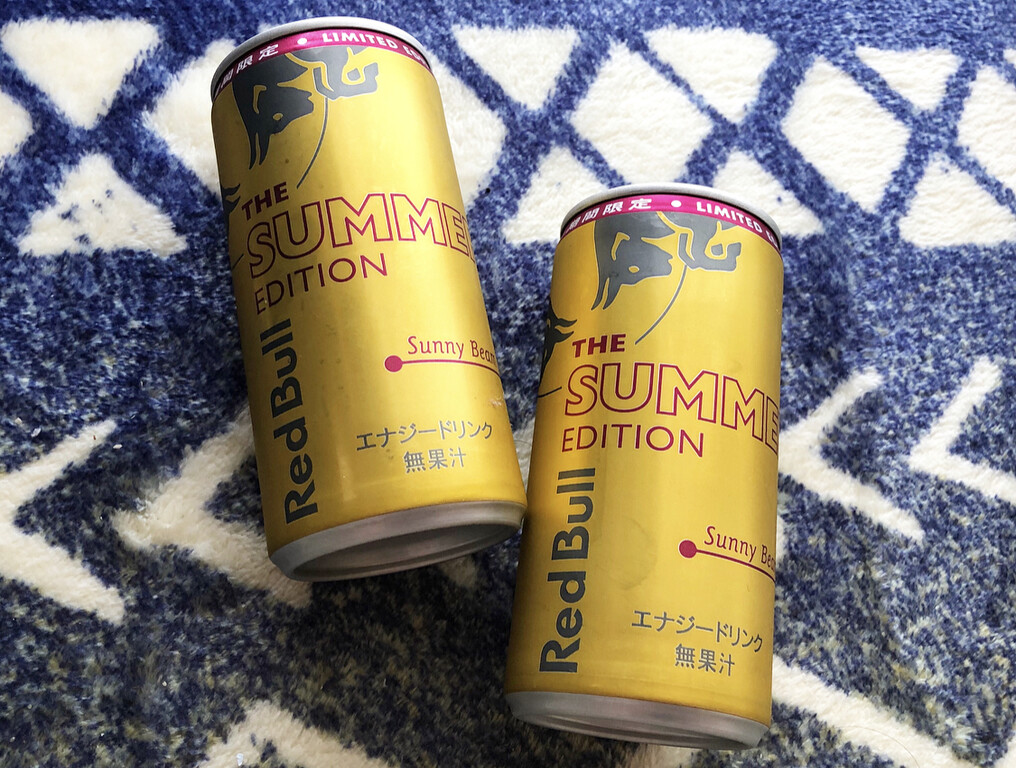 間限定 • LIMITED
THE
SUMME
EDITION
Red Bull
Sunny Bea
エナジードリンク
無果汁
期間限定 • LIMITED
THE
SUMME
EDITION
Red Bull
Sunny Be
エナジードリンク
無果汁